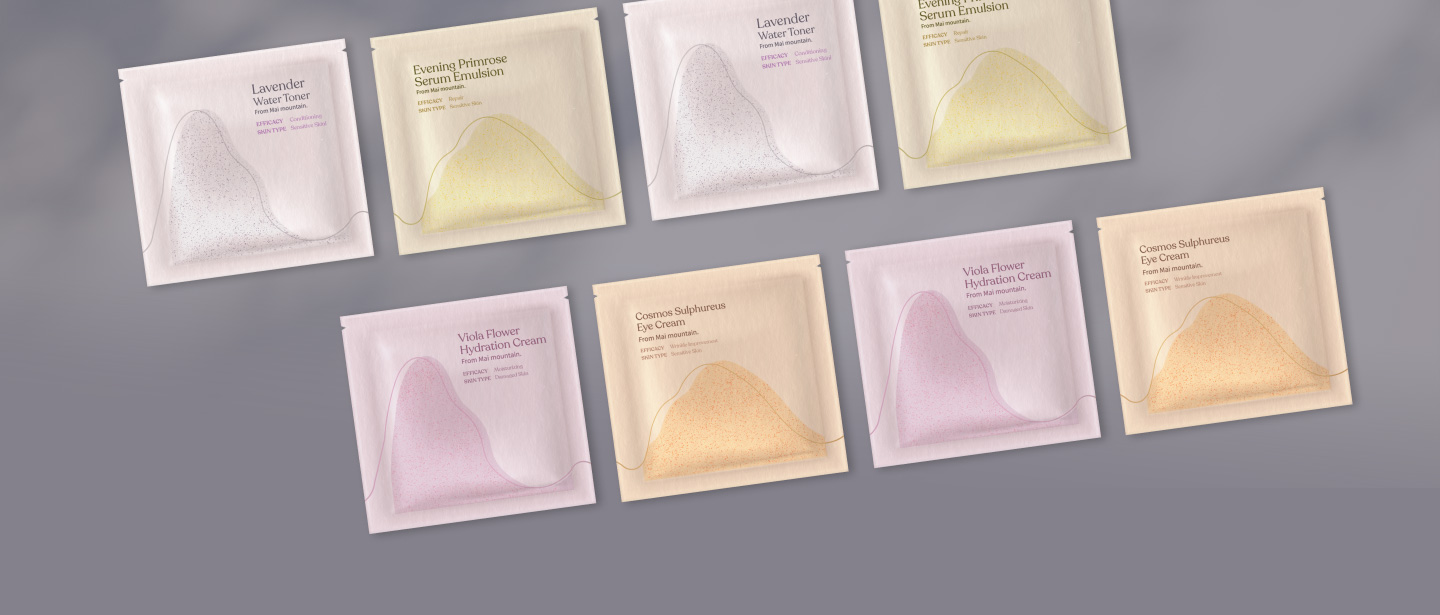 Lavender
Water Toner
From Mai mountain.
EFFICACY Conditioning
SKIN TYPE Sensitive Skin
Evening Primrose
Serum Emulsion
From Mai mountain.
EFFICACY Repair
SKIN TYPE Sensitive Skin
Lavender
Water Toner
From Mai mountain.
EFFICACY Conditioning
SKIN TYPE Sensitive Skin
Serum Emulsion
From Mai mountain.
EFFICACY Repair
SKIN TYPE Sensitive Skin
Viola Flower
Hydration Cream
From Mai mountain.
EFFICACY Moisturizing
SKIN TYPE Damaged Skin
Cosmos Sulphureus
Eye Cream
From Mai mountain.
EFFICACY Wrinkle Improvement
SKIN TYPE Sensitive Skin
Viola Flower
Hydration Cream
From Mai mountain.
EFFICACY Moisturizing
SKIN TYPE Damaged Skin
Cosmos Sulphureus
Eye Cream
From Mai mountain.
EFFICACY Wrinkle Improvement
SKIN TYPE Sensitive Skin